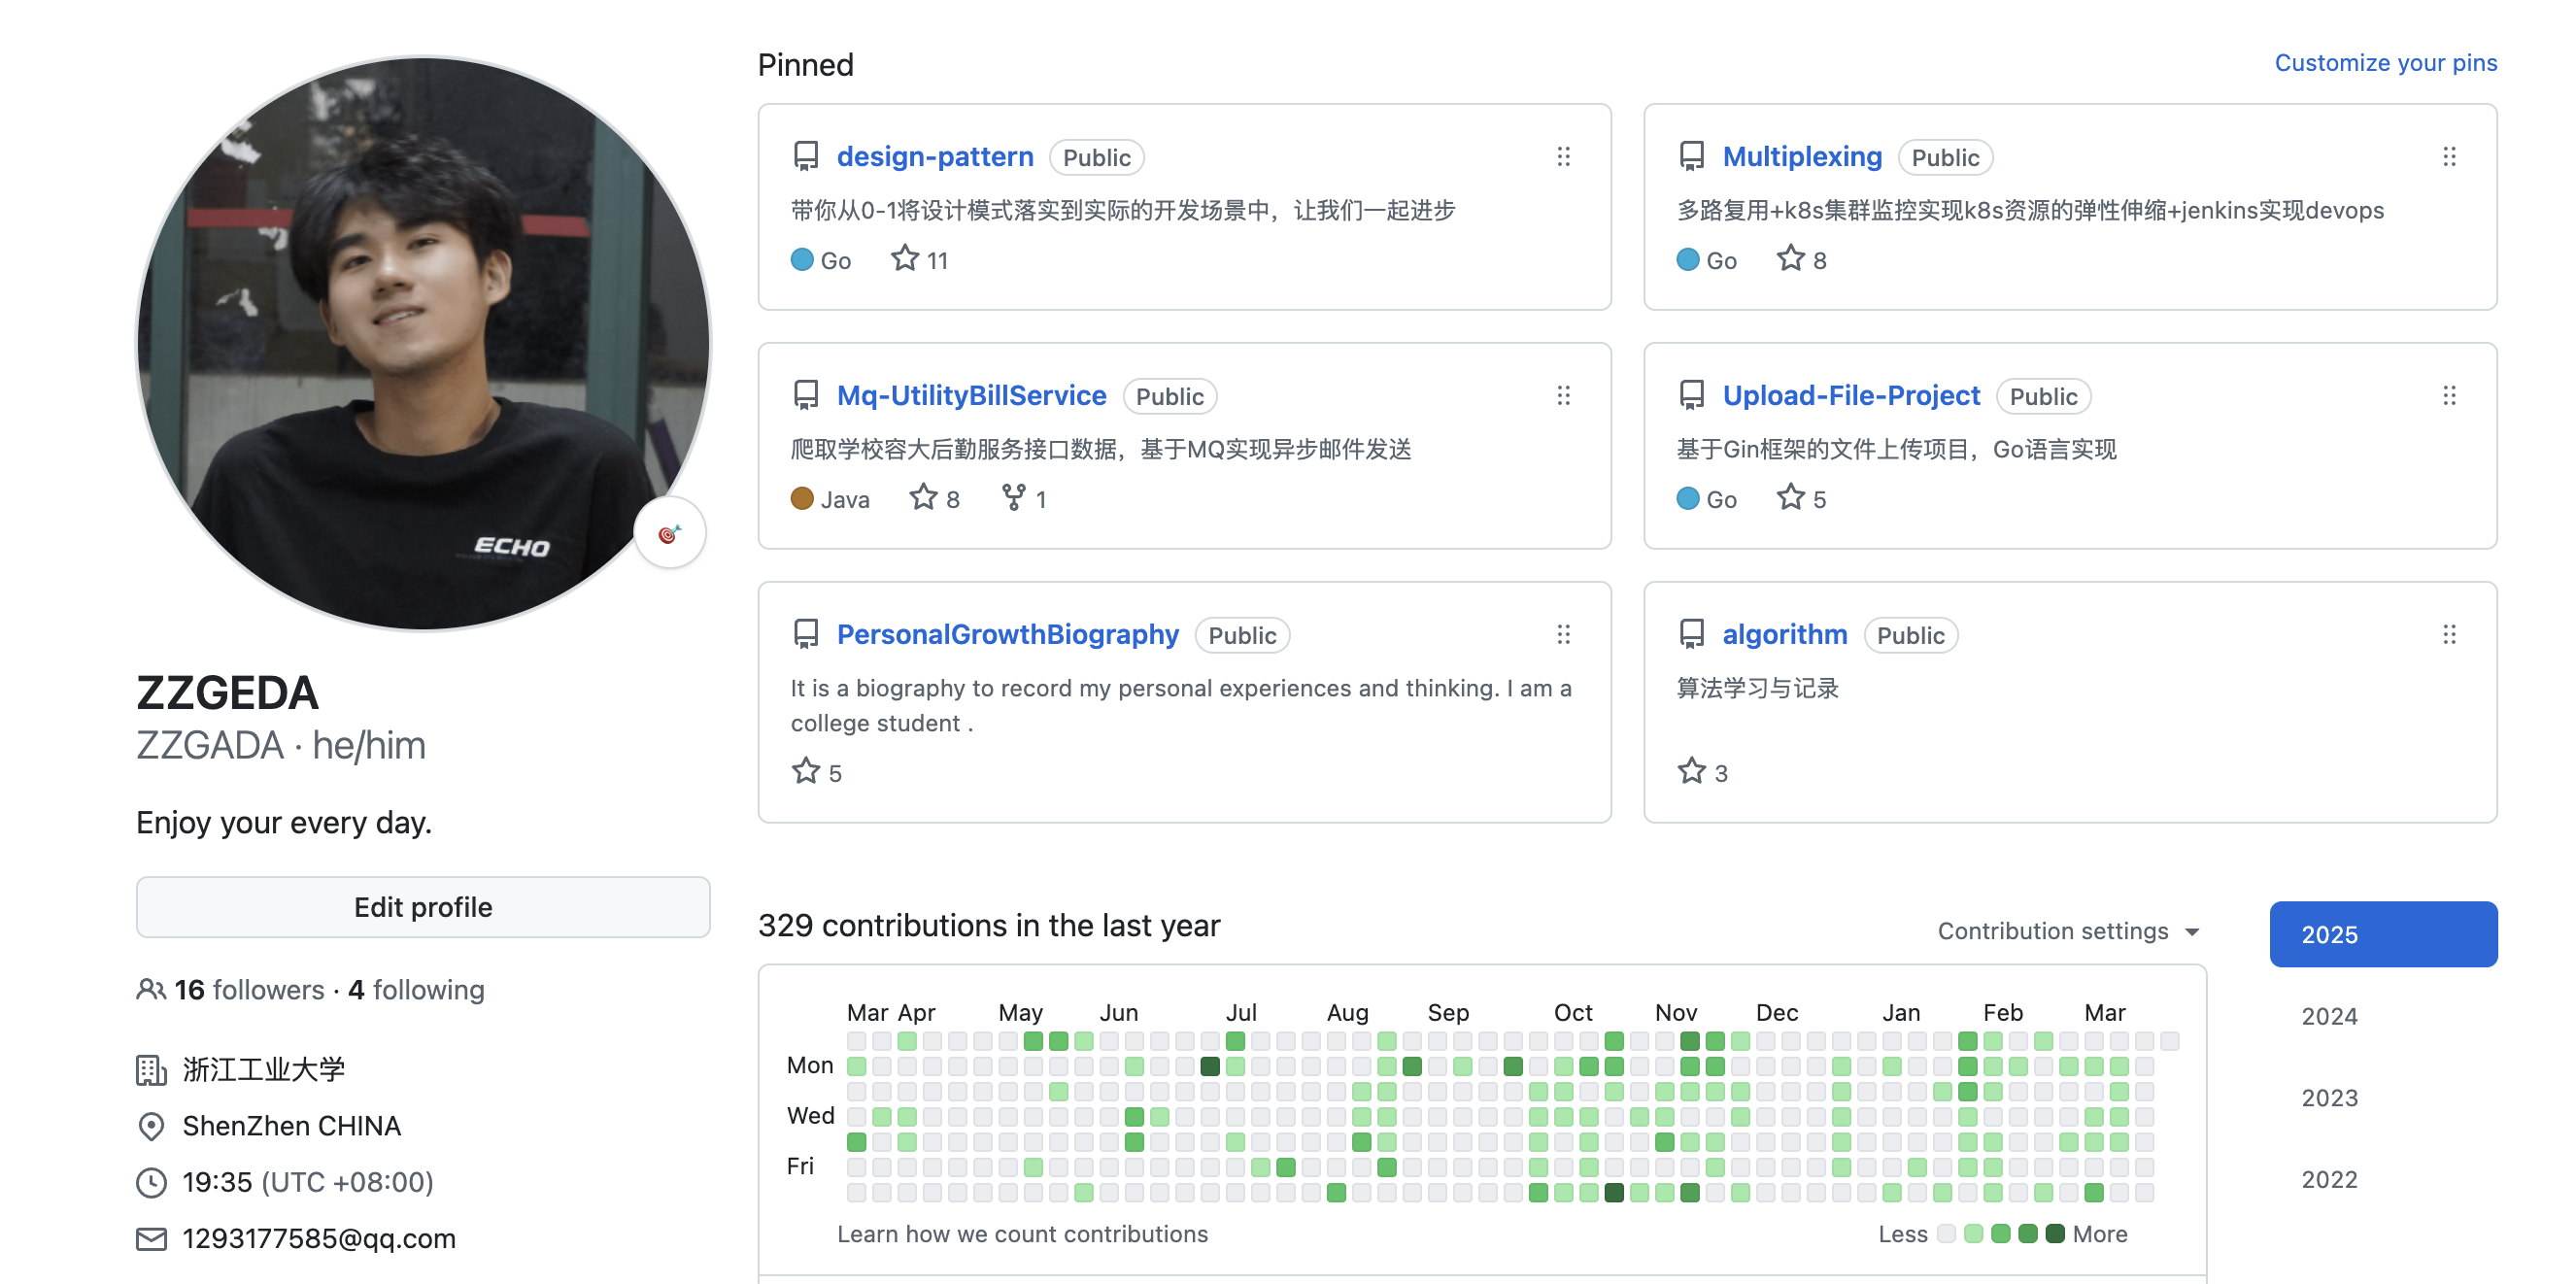 ECHO
ZZGEDA
ZZGADA · he/him
Enjoy your every day.
Edit profile
16 followers · 4 following
浙江工业大学
ShenZhen CHINA
19:35 (UTC +08:00)
1293177585@qq.com
Pinned
Customize your pins
design-pattern Public
带你从0-1将设计模式落实到实际的开发场景中，让我们一起进步
Go 11
Multiplexing Public
多路复用+k8s集群监控实现k8s资源的弹性伸缩+jenkins实现devops
Go 8
Mq-UtilityBillService Public
爬取学校容大后勤服务接口数据，基于MQ实现异步邮件发送
Java 8 1
Upload-File-Project Public
基于Gin框架的文件上传项目，Go语言实现
Go 5
PersonalGrowthBiography Public
It is a biography to record my personal experiences and thinking. I am a
college student .
5
algorithm Public
算法学习与记录
3
329 contributions in the last year
Contribution settings
Mar Apr May Jun Jul Aug Sep Oct Nov Dec Jan Feb Mar
Mon
Wed
Fri
Learn how we count contributions
Less More
2025
2024
2023
2022